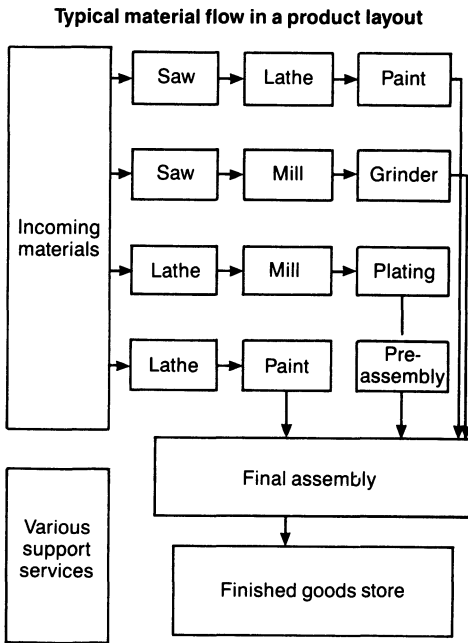 Typical material flow in a product layout
Saw
Lathe
Paint
Saw
Mill
Grinder
Incoming
materials
Lathe
Mill
Plating
Lathe
Paint
Pre-
assembly
Final assembly
Various
support
services
Finished goods store